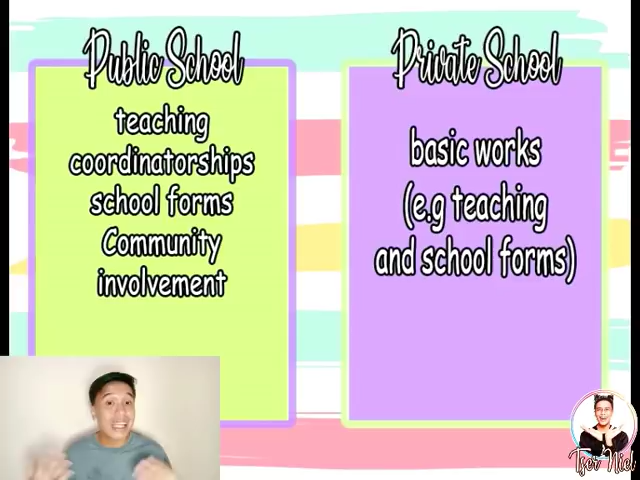 Public School
teaching
coordinatorships
school forms
Community
involvement
Private School
basic works
(e.g teaching
and school forms)
Tser Niel